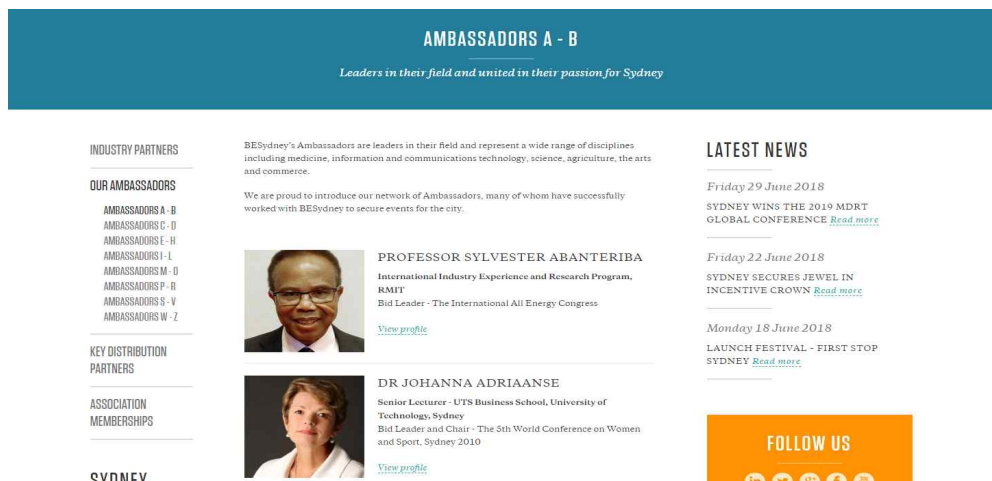 AMBASSADORS A - B
Leaders in their field and united in their passion for Sydney
INDUSTRY PARTNERS
OUR AMBASSADORS
AMBASSADORS A - B
AMBASSADORS C - D
AMBASSADORS E - H
AMBASSADORS I - L
AMBASSADORS M - O
AMBASSADORS P - R
AMBASSADORS S - V
AMBASSADORS W - Z
KEY DISTRIBUTION
PARTNERS
ASSOCIATION
MEMBERSHIPS
SYDNEY
BESydney's Ambassadors are leaders in their field and represent a wide range of disciplines
including medicine, information and communications technology, science, agriculture, the arts
and commerce.
We are proud to introduce our network of Ambassadors, many of whom have successfully
worked with BESydney to secure events for the city.
PROFESSOR SYLVESTER ABANTERIBA
International Industry Experience and Research Program,
RMIT
Bid Leader - The International All Energy Congress
View profile
DR JOHANNA ADRIAANSE
Senior Lecturer - UTS Business School, University of
Technology, Sydney
Bid Leader and Chair - The 5th World Conference on Women
and Sport, Sydney 2010
View profile
LATEST NEWS
Friday 29 June 2018
SYDNEY WINS THE 2019 MDRT
GLOBAL CONFERENCE Read more
Friday 22 June 2018
SYDNEY SECURES JEWEL IN
INCENTIVE CROWN Read more
Monday 18 June 2018
LAUNCH FESTIVAL – FIRST STOP
SYDNEY Read more
FOLLOW US